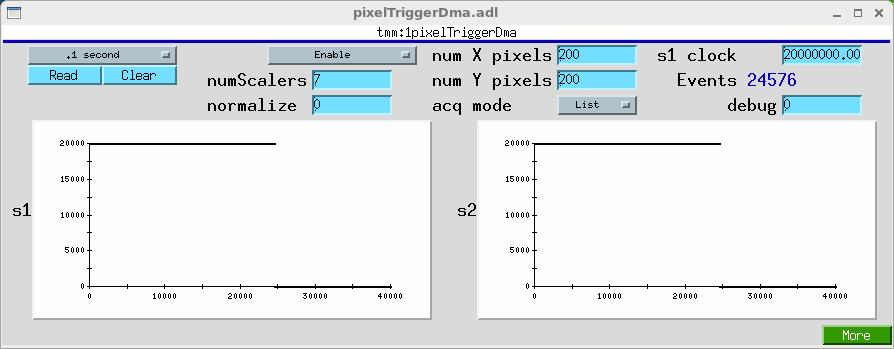 pixelTriggerDma.adl
tmm:1pixelTriggerDma
.1 second
Enable
num X pixels 200
s1 clock 20000000.00
Read Clear
numScalers 7
num Y pixels 200
Events 24576
normalize 0
acq mode List
debug 0
s1
20000
15000
10000
5000
0
0 10000 20000 30000 40000
s2
20000
15000
10000
5000
0
0 10000 20000 30000 40000
More